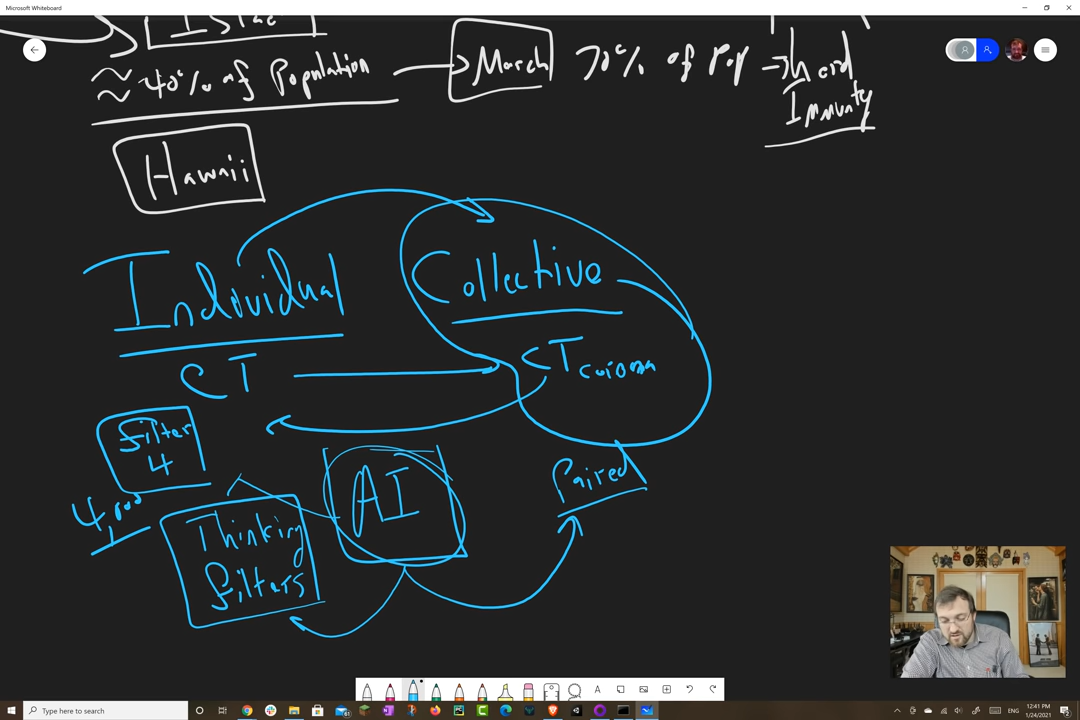 Microsoft Whiteboard
≈ 40% of Population
March
70% of Pop
herd
Immunity
Hawaii
Individual
Collective
CT
CT
filter
4
AI
Paired
4,000
Thinking
filters
Type here to search
ENG
12:41 PM
1/24/2021